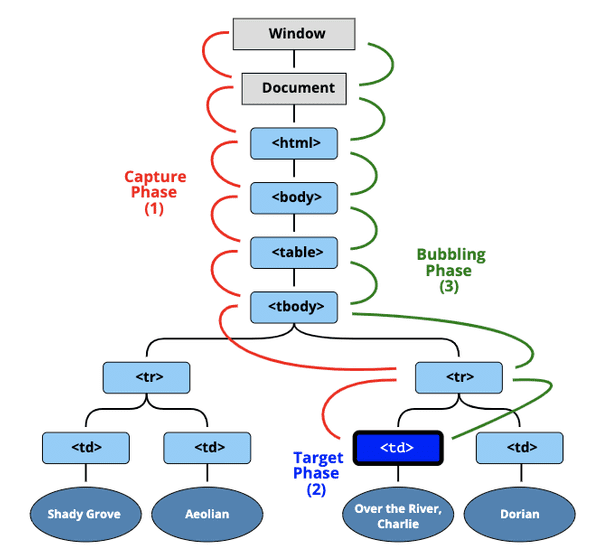 Window
Document
<html>
Capture
Phase
(1)
<body>
<table>
Bubbling
Phase
(3)
<tbody>
<tr>
<tr>
<td>
<td>
<td>
<td>
Target
Phase
(2)
Shady Grove
Aeolian
Over the River,
Charlie
Dorian